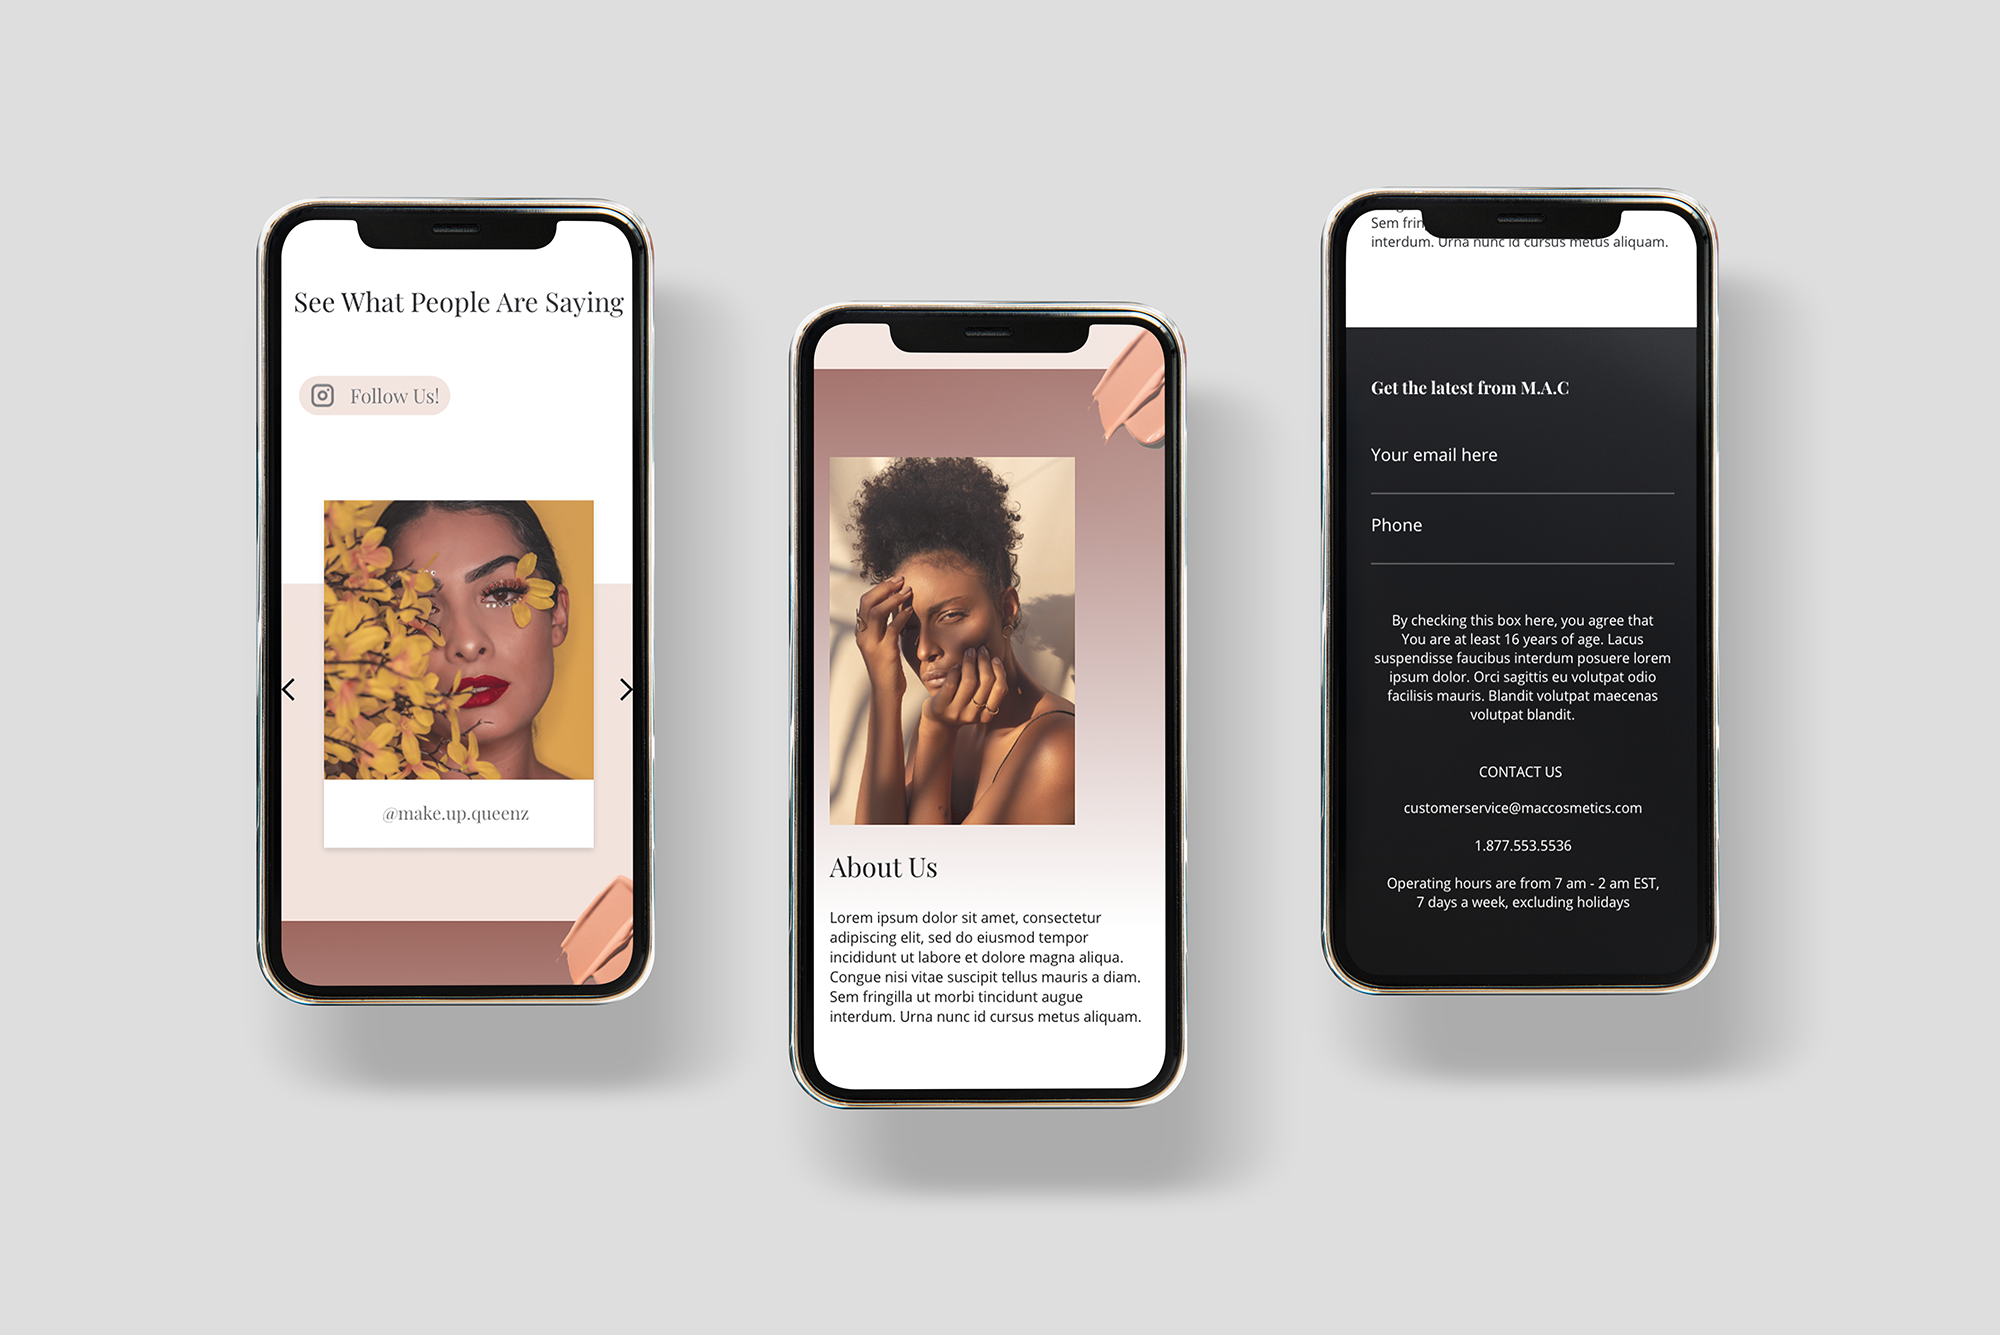 See What People Are Saying
Follow Us!
@make.up.queenz
About Us
Lorem ipsum dolor sit amet, consectetur
adipiscing elit, sed do eiusmod tempor
incididunt ut labore et dolore magna aliqua.
Congue nisi vitae suscipit tellus mauris a diam.
Sem fringilla ut morbi tincidunt augue
interdum. Urna nunc id cursus metus aliquam.
Sem frin
interdum. Urna nunc id cursus metus aliquam.
Get the latest from M.A.C
Your email here
Phone
By checking this box here, you agree that
You are at least 16 years of age. Lacus
suspendisse faucibus interdum posuere lorem
ipsum dolor. Orci sagittis eu volutpat odio
facilisis mauris. Blandit volutpat maecenas
volutpat blandit.
CONTACT US
customerservice@maccosmetics.com
1.877.553.5536
Operating hours are from 7 am - 2 am EST,
7 days a week, excluding holidays